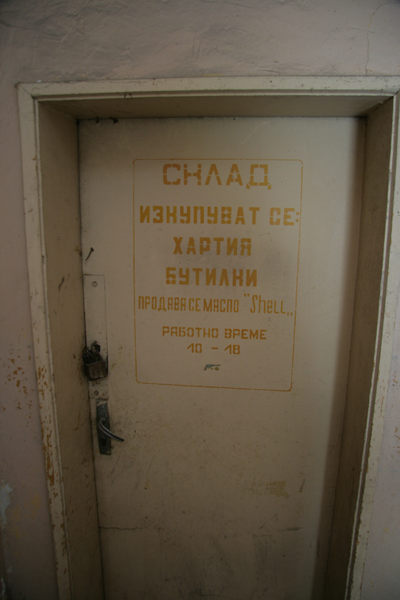 СКЛАД
ИЗКУПУВАТ СЕ:
ХАРТИЯ
БУТИЛКИ
ПРОДАВА СЕ МАСЛО "Shell„
РАБОТНО ВРЕМЕ
10 - 18